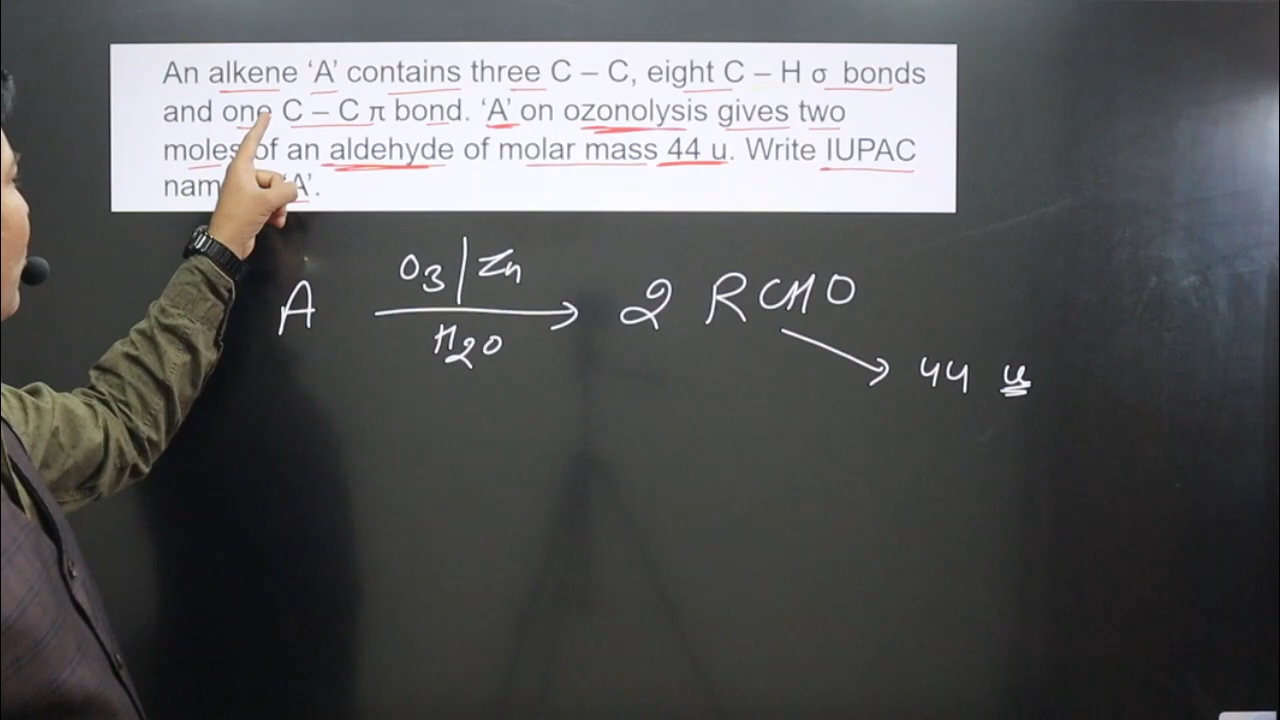 An alkene ‘A’ contains three C – C, eight C – H σ bonds
and one C – C π bond. ‘A’ on ozonolysis gives two
moles of an aldehyde of molar mass 44 u. Write IUPAC
‘A’.
A O3/Zn H2O → 2 RCHO
→ 44 u